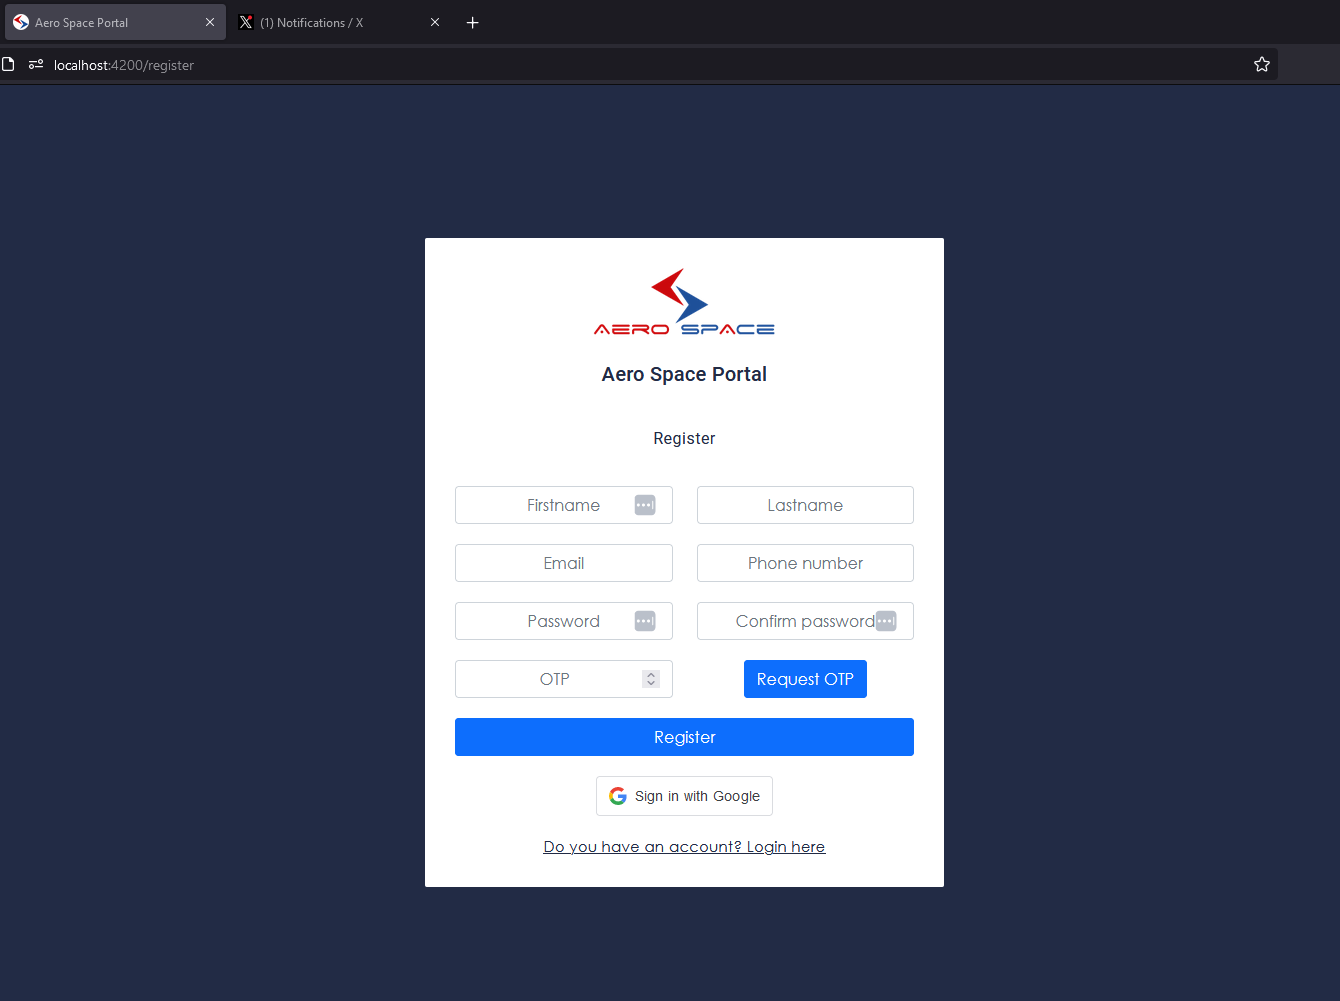 Aero Space Portal
(1) Notifications / X
localhost:4200/register
AERO SPACE
Aero Space Portal
Register
Firstname
Lastname
Email
Phone number
Password
Confirm password
OTP
Request OTP
Register
Sign in with Google
Do you have an account? Login here